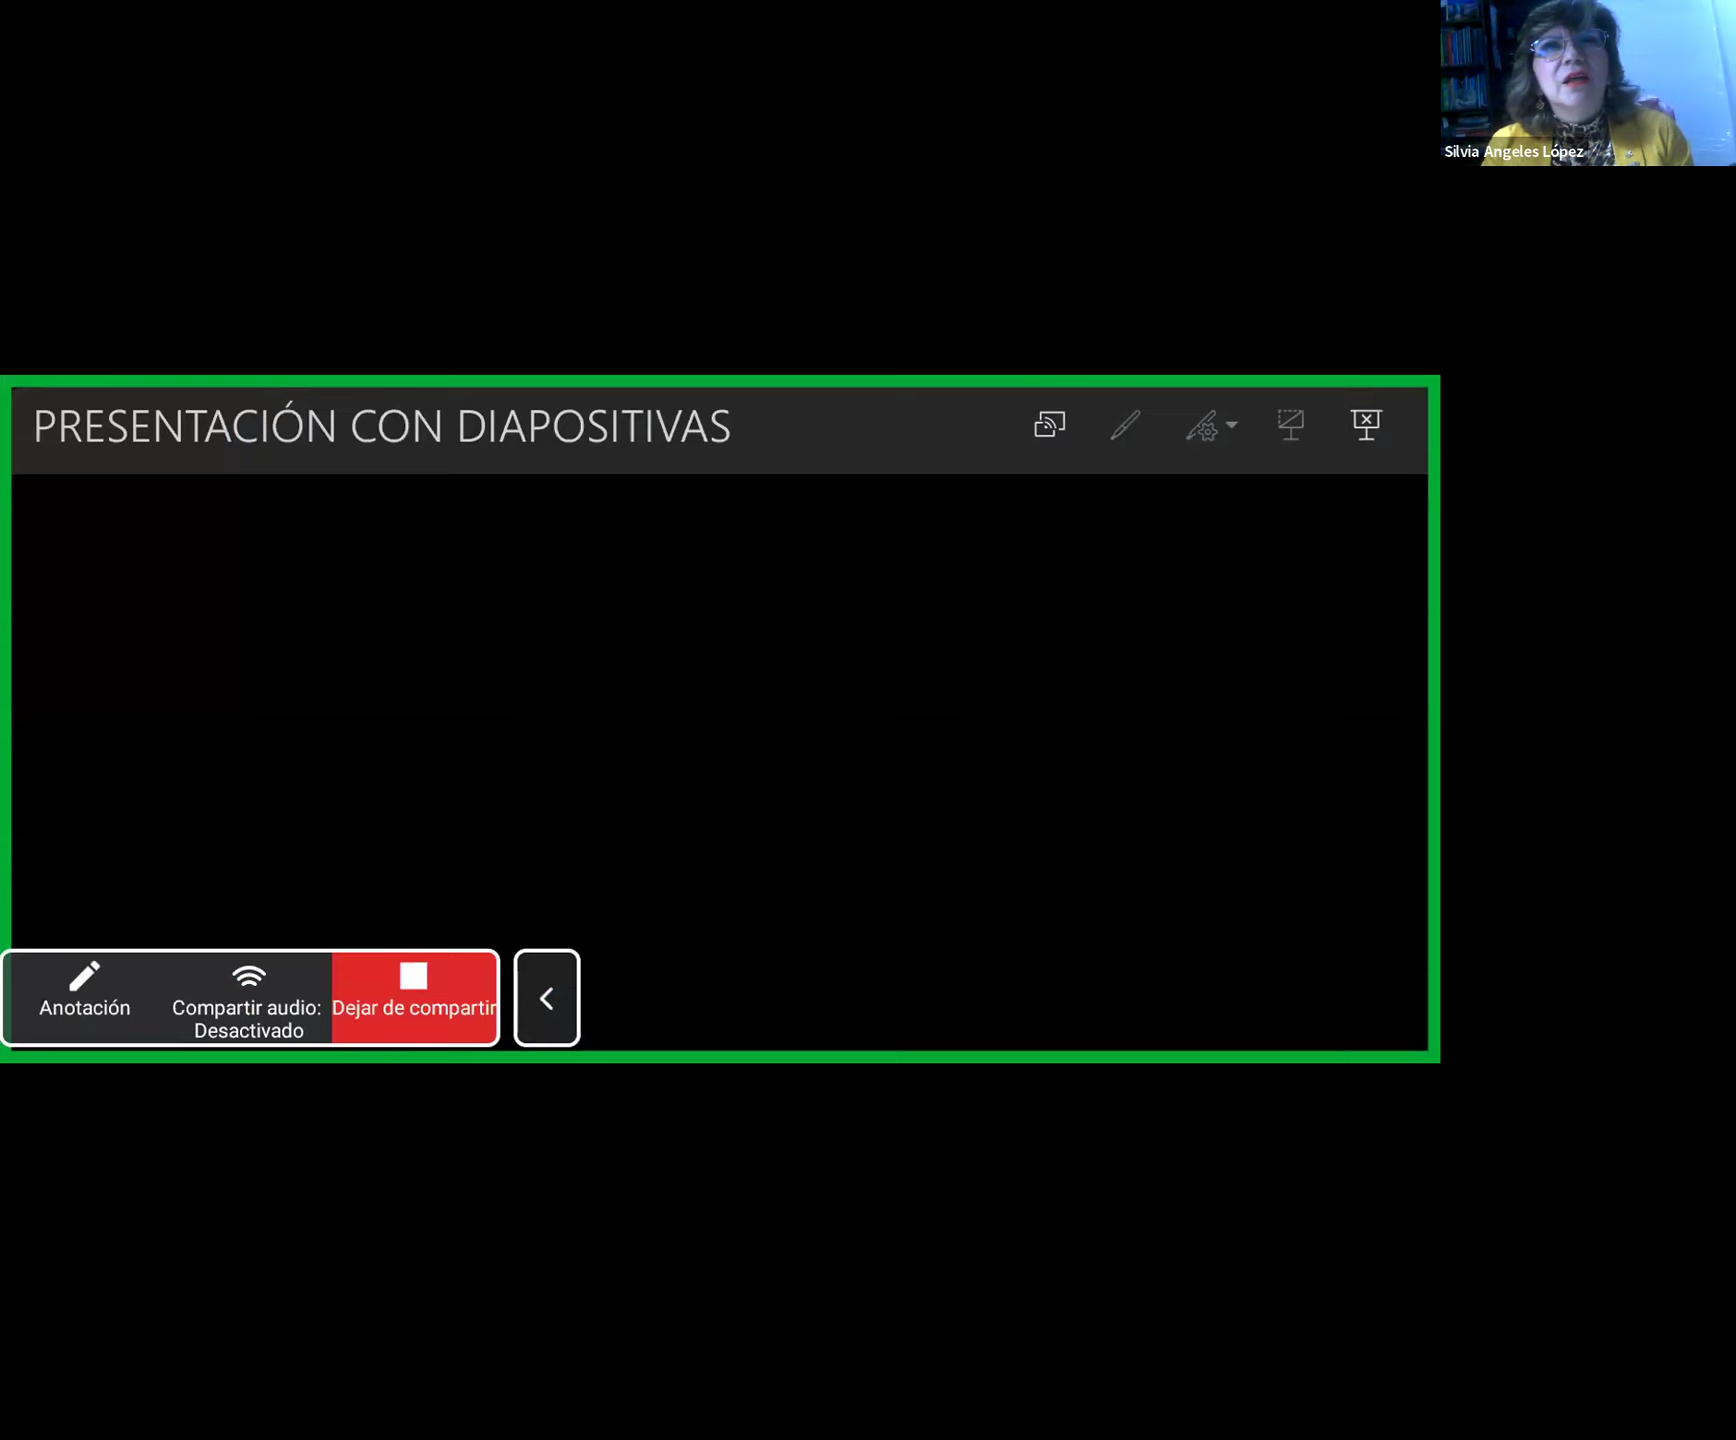 Silvia Angeles López
PRESENTACIÓN CON DIAPOSITIVAS
Anotación
Compartir audio:
Desactivado
Dejar de compartir